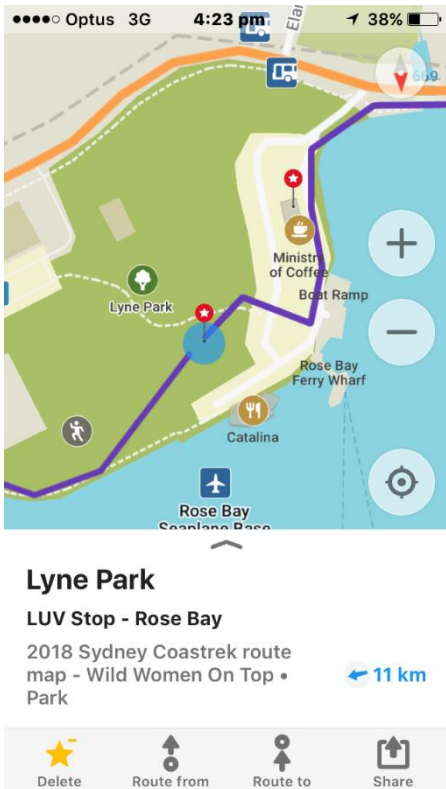 ●●●●○ Optus 3G 4:23 pm 38%
Elai
669
Ministry
of Coffee
Lyne Park
Boat Ramp
Rose Bay
Ferry Wharf
Catalina
Rose Bay
Seaplane Base
Lyne Park
LUV Stop - Rose Bay
2018 Sydney Coastrek route
map - Wild Women On Top •
Park
11 km
Delete Route from Route to Share